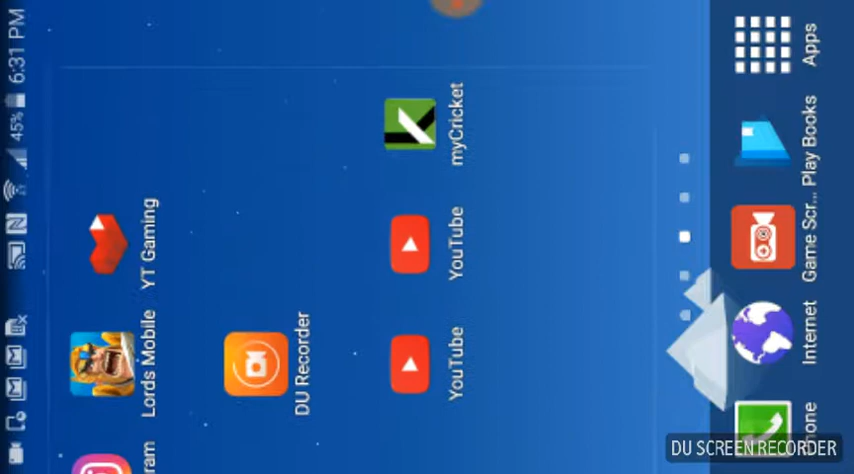 45% 6:31 PM
ram
Lords Mobile
YT Gaming
DU Recorder
YouTube
YouTube
myCricket
hone
Internet
Game Scr...
Play Books
Apps
DU SCREEN RECORDER